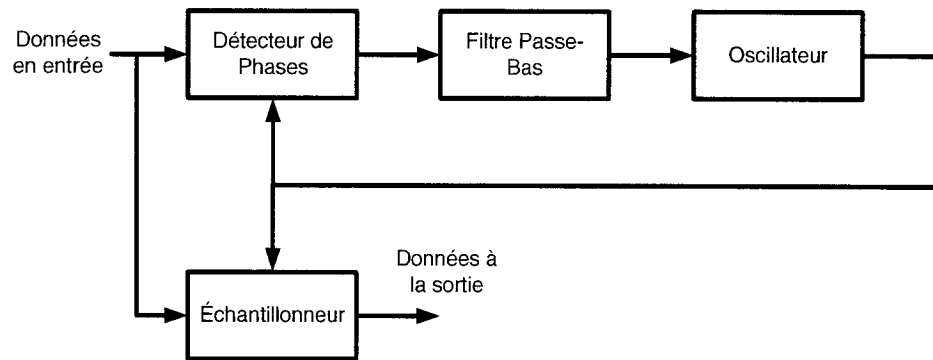 Données
en entrée
Détecteur de
Phases
Filtre Passe-
Bas
Oscillateur
Données à
la sortie
Échantillonneur